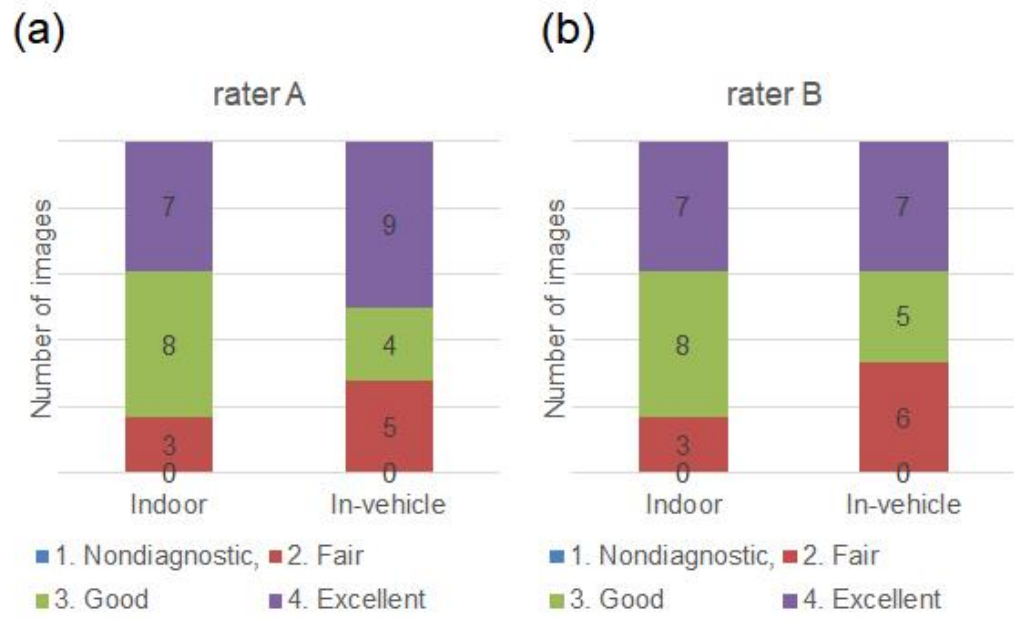 (a)
rater A
Number of images
7
9
8
4
3
5
0
0
Indoor
In-vehicle
1. Nondiagnostic,
2. Fair
3. Good
4. Excellent
(b)
rater B
Number of images
7
7
8
5
3
6
0
0
Indoor
In-vehicle
1. Nondiagnostic,
2. Fair
3. Good
4. Excellent